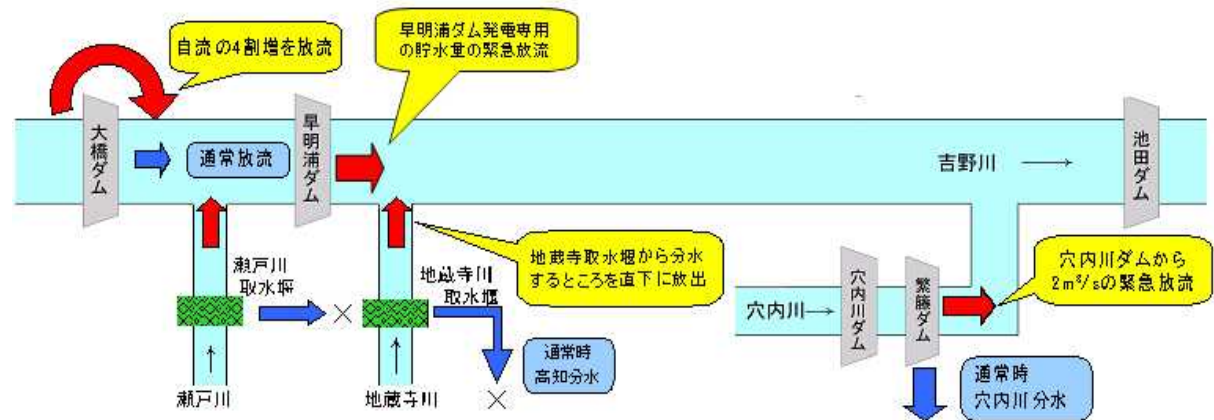 自流の4割増を放流
早明浦ダム発電専用
の貯水量の緊急放流
大橋ダム
通常放流
早明浦ダム
吉野川 →
池田ダム
瀬戸川
取水堰
地蔵寺川
取水堰
地蔵寺取水堰から分水
するところを直下に放出
穴内川ダムから
2m³/sの緊急放流
穴内川→
穴内川ダム
繁藤ダム
×
通常時
高知分水
×
通常時
穴内川分水
↑
瀬戸川
↑
地蔵寺川